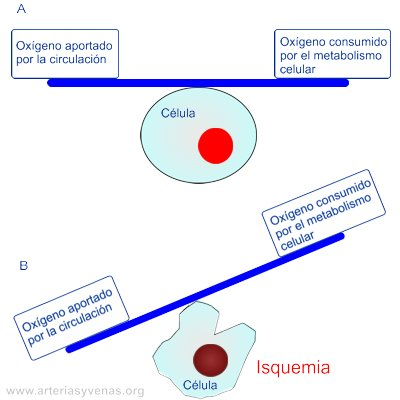 A
Oxígeno aportado
por la circulación
Oxígeno consumido
por el metabolismo
celular
Célula
B
Oxígeno aportado
por la circulación
Oxígeno consumido
por el metabolismo
celular
Célula
Isquemia
www.arteriasyvenas.org